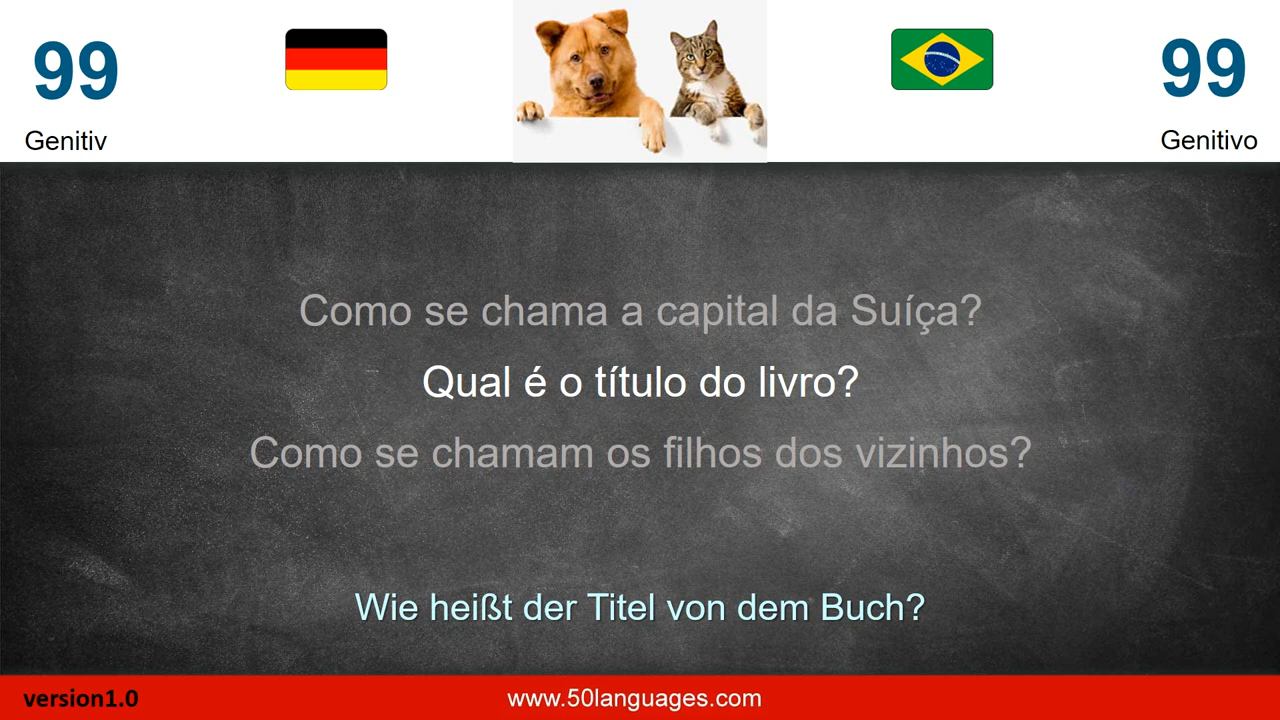 99
99
Genitiv
Genitivo
Como se chama a capital da Suíça?
Qual é o título do livro?
Como se chamam os filhos dos vizinhos?
Wie heißt der Titel von dem Buch?
version1.0
www.50languages.com